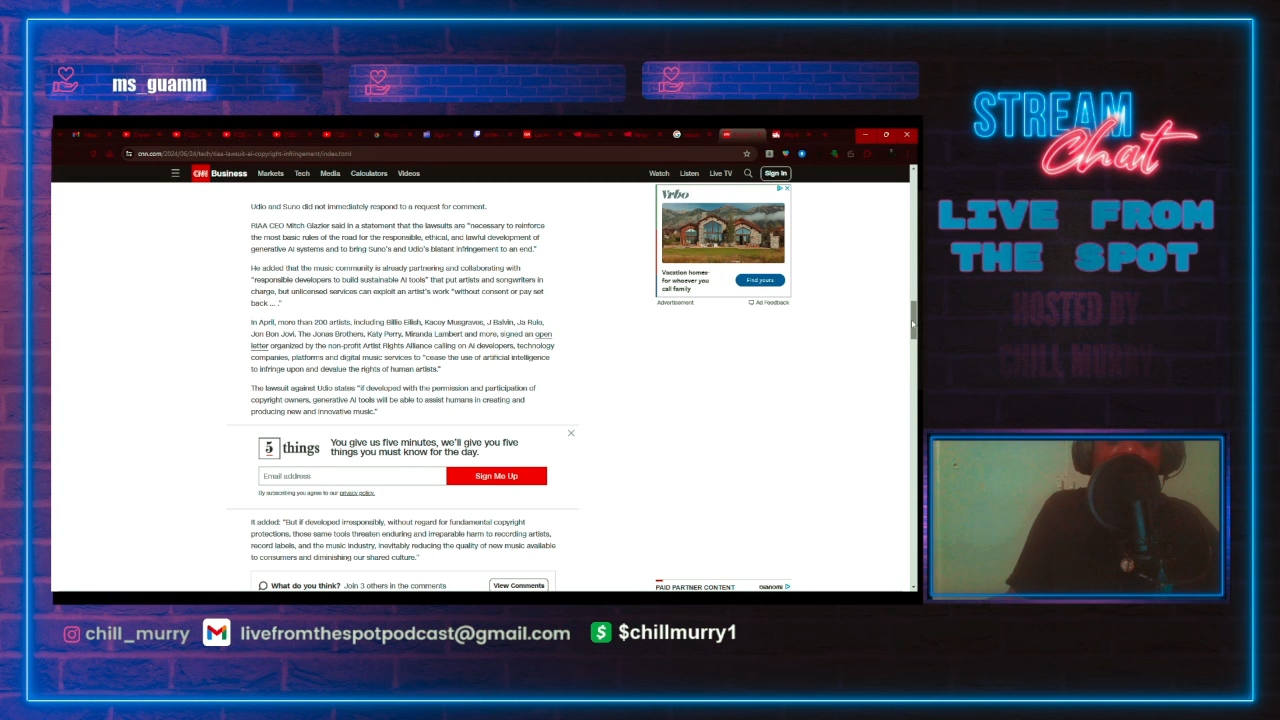 ms_guamm
STREAM
Chat
LIVE FROM
THE SPOT
HOSTED BY
cnn.com/2024/06/24/tech/riaa-lawsuit-ai-copyright-infringement/index.html
CNN Business Markets Tech Media Calculators Videos Watch Listen Live TV Sign in
Udio and Suno did not immediately respond to a request for comment.
RIAA CEO Mitch Glazier said in a statement that the lawsuits are “necessary to reinforce
the most basic rules of the road for the responsible, ethical, and lawful development of
generative AI systems and to bring Suno’s and Udio’s blatant infringement to an end.”
He added that the music community is already partnering and collaborating with
“responsible developers to build sustainable AI tools” that put artists and songwriters in
charge, but unlicensed services can exploit an artist’s work “without consent or pay set
back ... .”
In April, more than 200 artists, including Billie Eilish, Kacey Musgraves, J Balvin, Ja Rule,
Jon Bon Jovi, The Jonas Brothers, Katy Perry, Miranda Lambert and more, signed an open
letter organized by the non-profit Artist Rights Alliance calling on AI developers, technology
companies, platforms and digital music services to “cease the use of artificial intelligence
to infringe upon and devalue the rights of human artists.”
The lawsuit against Udio states “if developed with the permission and participation of
copyright owners, generative AI tools will be able to assist humans in creating and
producing new and innovative music.”
5 things
You give us five minutes, we’ll give you five
things you must know for the day.
Email address
Sign Me Up
By subscribing you agree to our privacy policy.
It added: “But if developed irresponsibly, without regard for fundamental copyright
protections, those same tools threaten enduring and irreparable harm to recording artists,
record labels, and the music industry, inevitably reducing the quality of new music available
to consumers and diminishing our shared culture.”
What do you think? Join 3 others in the comments
View Comments
Vrbo
Vacation homes
for whoever you
call family
Find yours
Advertisement
Ad Feedback
PAID PARTNER CONTENT
DIANOMI
chill_murry
livefromthespotpodcast@gmail.com
$chillmurry1